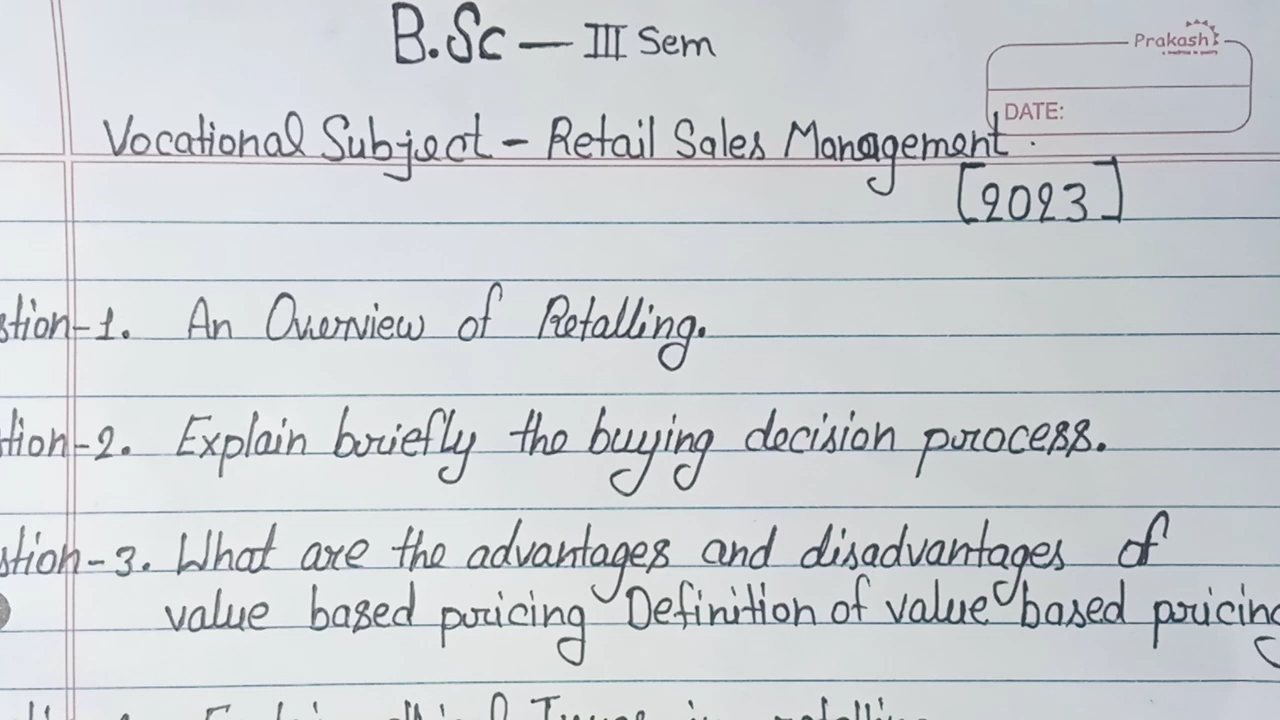 B.Sc — III Sem
Prakash
DATE:
Vocational Subject - Retail Sales Management.
[2023]
stion-1. An Overview of Retalling.
tion-2. Explain briefly the buying decision process.
stion-3. What are the advantages and disadvantages of
value based pricing Definition of value based pricing